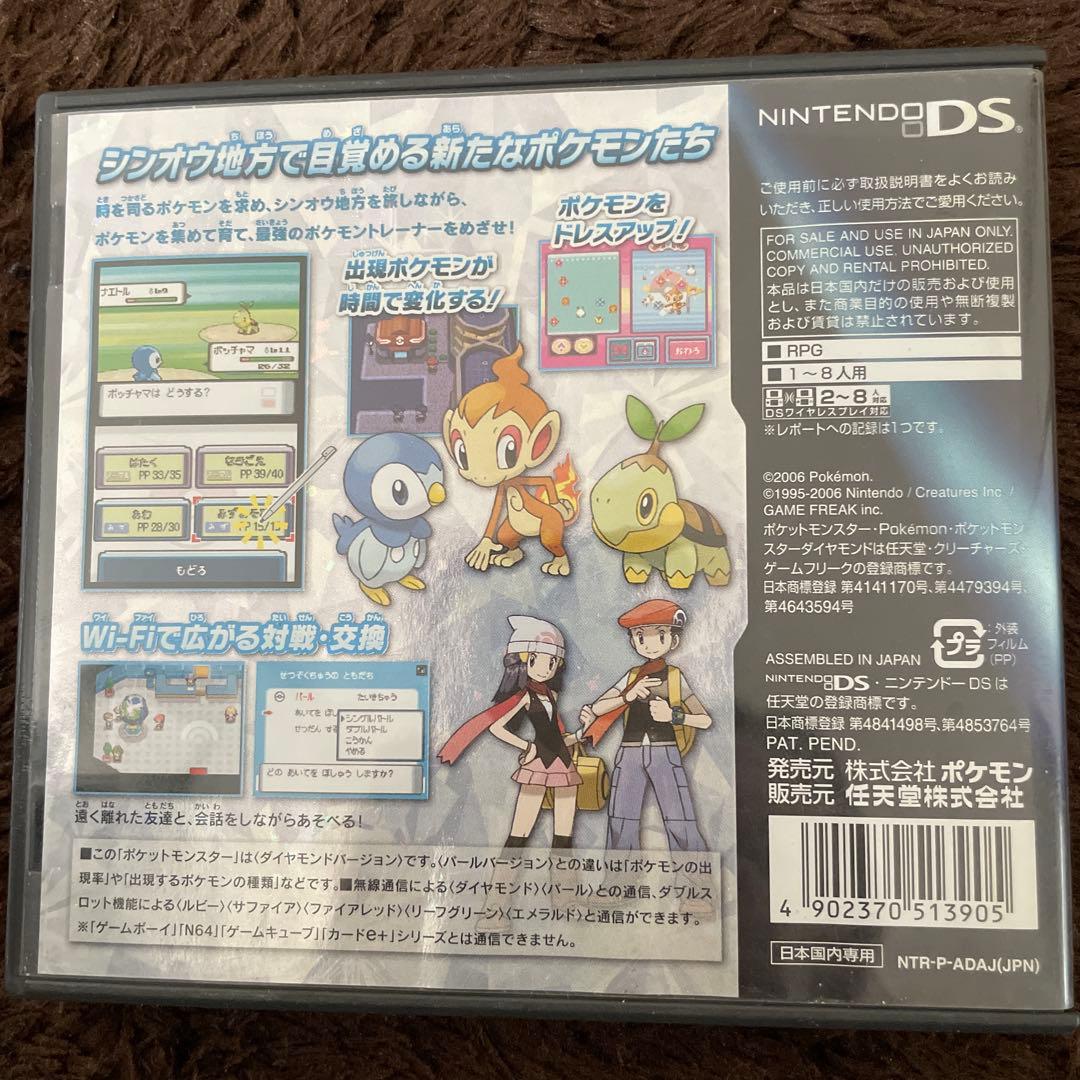 シンオウ地方で目覚める新たなポケモンたち
時を司るポケモンを求め、シンオウ地方を旅しながら、
ポケモンを集めて育て、最強のポケモントレーナーをめざせ!
ポケモンを
ドレスアップ!
出現ポケモンが
時間で変化する!
ナエトル
ポッチャマ Lv11
26/32
ポッチャマは どうする?
はたく
PP 33/35
なきごえ
PP 39/40
あわ
みず PP 28/30
もどる
おわる
Wi-Fiで広がる対戦・交換
せつぞくちゅうの ともだち
パール たいきちゅう
シングルバトル
ダブルバトル
こうかん
やめる
どの あいてを ぼしゅう しますか?
遠く離れた友達と、会話をしながらあそべる!
■この「ポケットモンスター」は〈ダイヤモンドバージョン〉です。〈パールバージョン〉との違いは「ポケモンの出
現率」や「出現するポケモンの種類」などです。■無線通信による〈ダイヤモンド〉〈パール〉との通信、ダブルス
ロット機能による〈ルビー〉〈サファイア〉〈ファイアレッド〉〈リーフグリーン〉〈エメラルド〉と通信ができます。
※「ゲームボーイ」「N64」「ゲームキューブ」「カードe+」シリーズとは通信できません。
NINTENDO DS®
ご使用前に必ず取扱説明書をよくお読み
いただき、正しい使用方法でご愛用ください。
FOR SALE AND USE IN JAPAN ONLY.
COMMERCIAL USE, UNAUTHORIZED
COPY AND RENTAL PROHIBITED.
本品は日本国内だけの販売および使用
とし、また商業目的の使用や無断複製
および賃貸は禁止されています。
■ RPG
■ 1～8人用
2～8人対応
DSワイヤレスプレイ対応
※レポートへの記録は1つです。
©2006 Pokémon.
©1995-2006 Nintendo / Creatures Inc. /
GAME FREAK inc.
ポケットモンスター・Pokémon・ポケットモン
スターダイヤモンドは任天堂・クリーチャーズ・
ゲームフリークの登録商標です。
日本商標登録 第4141170号、第4479394号、
第4643594号
プラ
:外装
フィルム
(PP)
ASSEMBLED IN JAPAN
NINTENDO DS・ニンテンドーDSは
任天堂の登録商標です。
日本商標登録 第4841498号、第4853764号
PAT. PEND.
発売元 株式会社ポケモン
販売元 任天堂株式会社
4 902370 513905
日本国内専用
NTR-P-ADAJ(JPN)